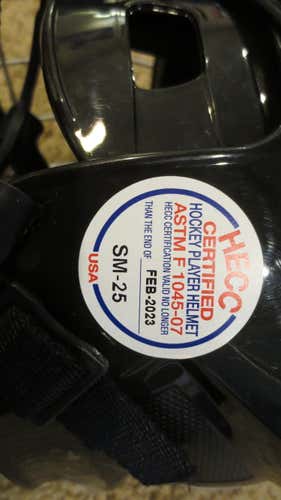 HECC
CERTIFIED
HOCKEY PLAYER HELMET
ASTM F 1045-07
HECC CERTIFICATION VALID NO LONGER
THAN THE END OF FEB-2023
SM-25
USA